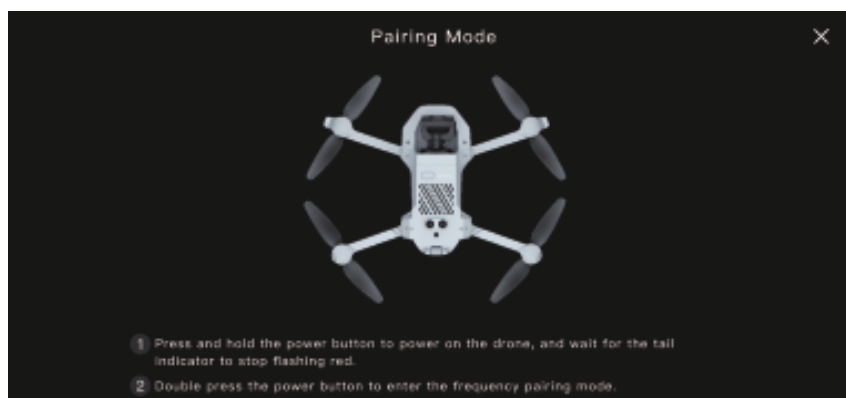 Pairing Mode
1 Press and hold the power button to power on the drone, and wait for the tail
indicator to stop flashing red.
2 Double press the power button to enter the frequency pairing mode.